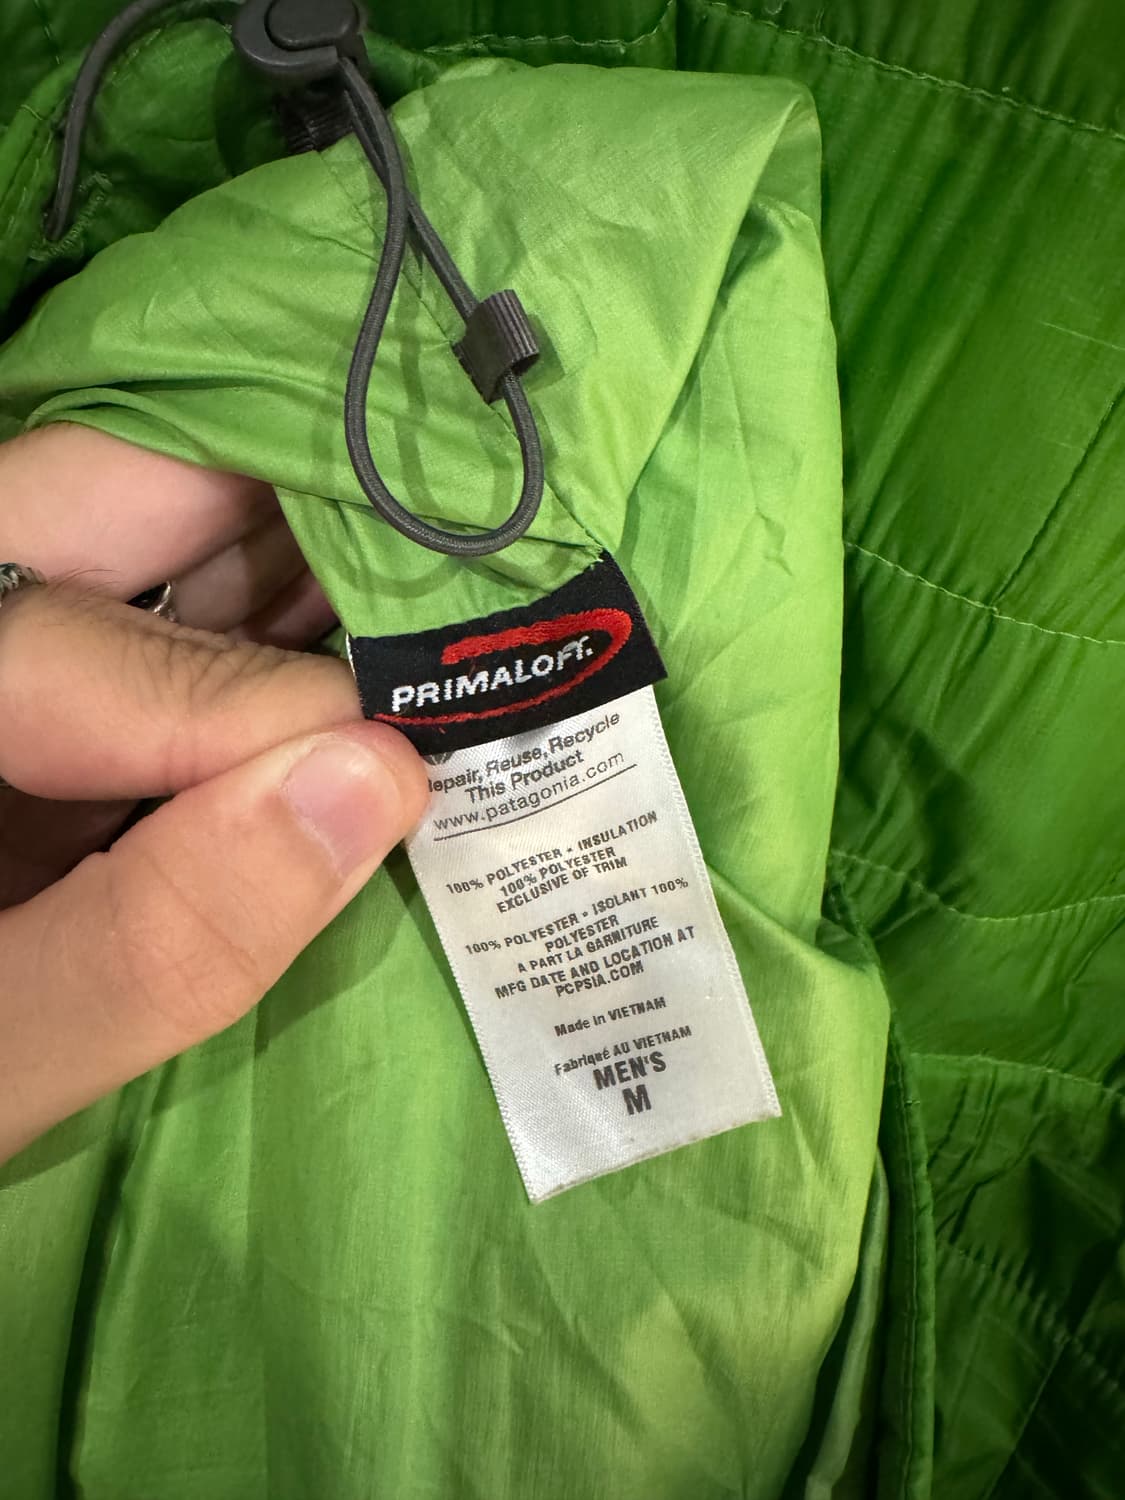 PRIMALOFT.
Repair, Reuse, Recycle
This Product
www.patagonia.com
100% POLYESTER • INSULATION
100% POLYESTER
EXCLUSIVE OF TRIM
100% POLYESTER • ISOLANT 100%
POLYESTER
A PART LA GARNITURE
MFG DATE AND LOCATION AT
PCPSIA.COM
Made in VIETNAM
Fabriqué AU VIETNAM
MEN'S
M